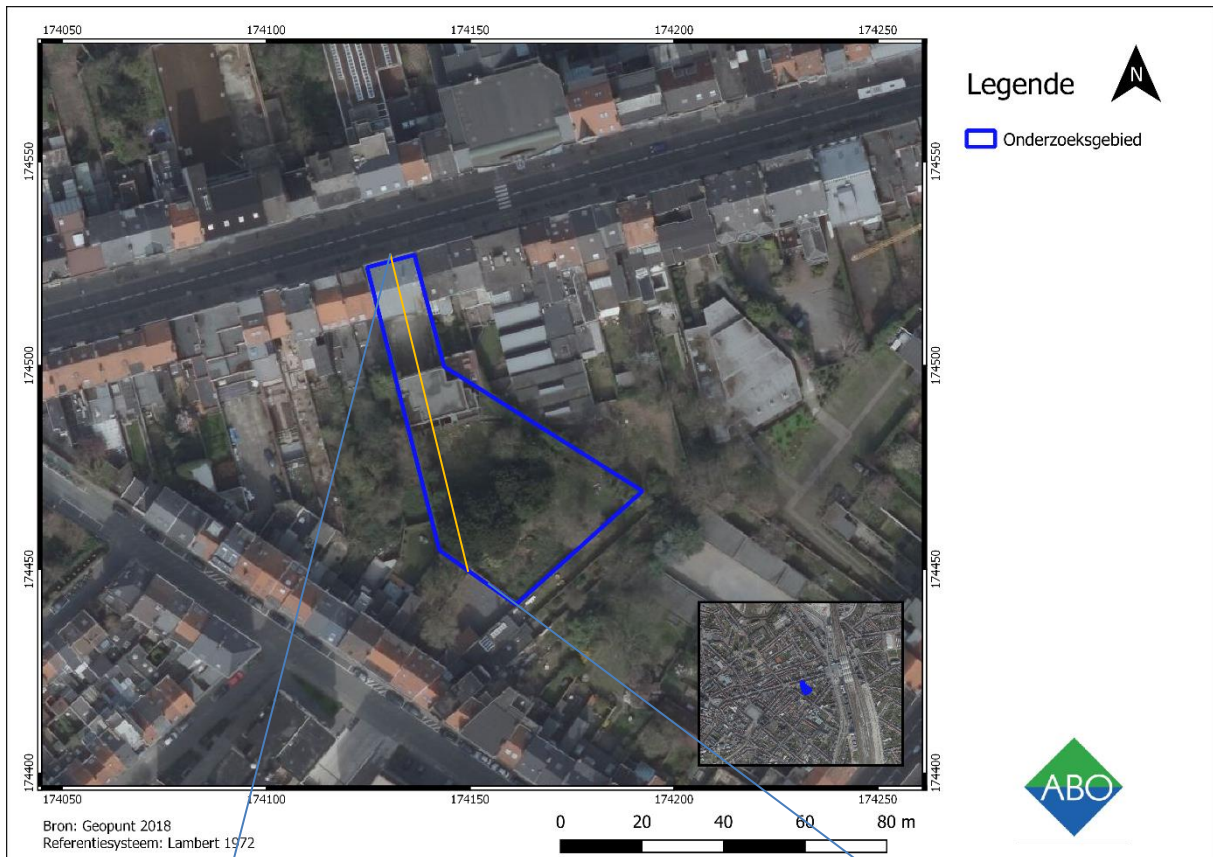 174050 174100 174150 174200 174250
Legende N
Onderzoeksgebied
174550 174550
174500 174500
174450 174450
174400 174400
174050 174100 174150 174200 174250
ABO
Bron: Geopunt 2018
Referentiesysteem: Lambert 1972
0 20 40 60 80 m